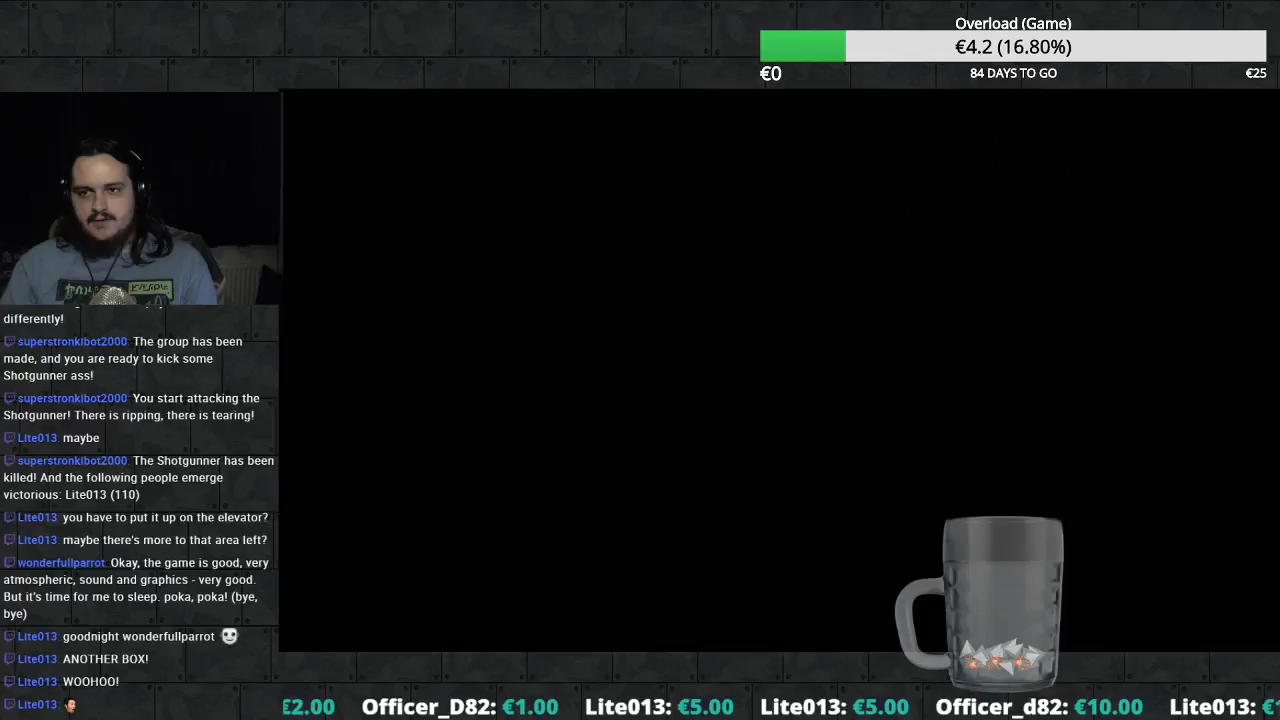 Overload (Game)
€4.2 (16.80%)
€0
84 DAYS TO GO
€25
differently!
superstronkibot2000: The group has been
made, and you are ready to kick some
Shotgunner ass!
superstronkibot2000: You start attacking the
Shotgunner! There is ripping, there is tearing!
Lite013: maybe
superstronkibot2000: The Shotgunner has been
killed! And the following people emerge
victorious: Lite013 (110)
Lite013: you have to put it up on the elevator?
Lite013: maybe there's more to that area left?
wonderfullparrot: Okay, the game is good, very
atmospheric, sound and graphics - very good.
But it's time for me to sleep. poka, poka! (bye,
bye)
Lite013: goodnight wonderfullparrot
Lite013: ANOTHER BOX!
Lite013: WOOHOO!
Lite013:
€2.00 Officer_D82: €1.00 Lite013: €5.00 Lite013: €5.00 Officer_d82: €10.00 Lite013: